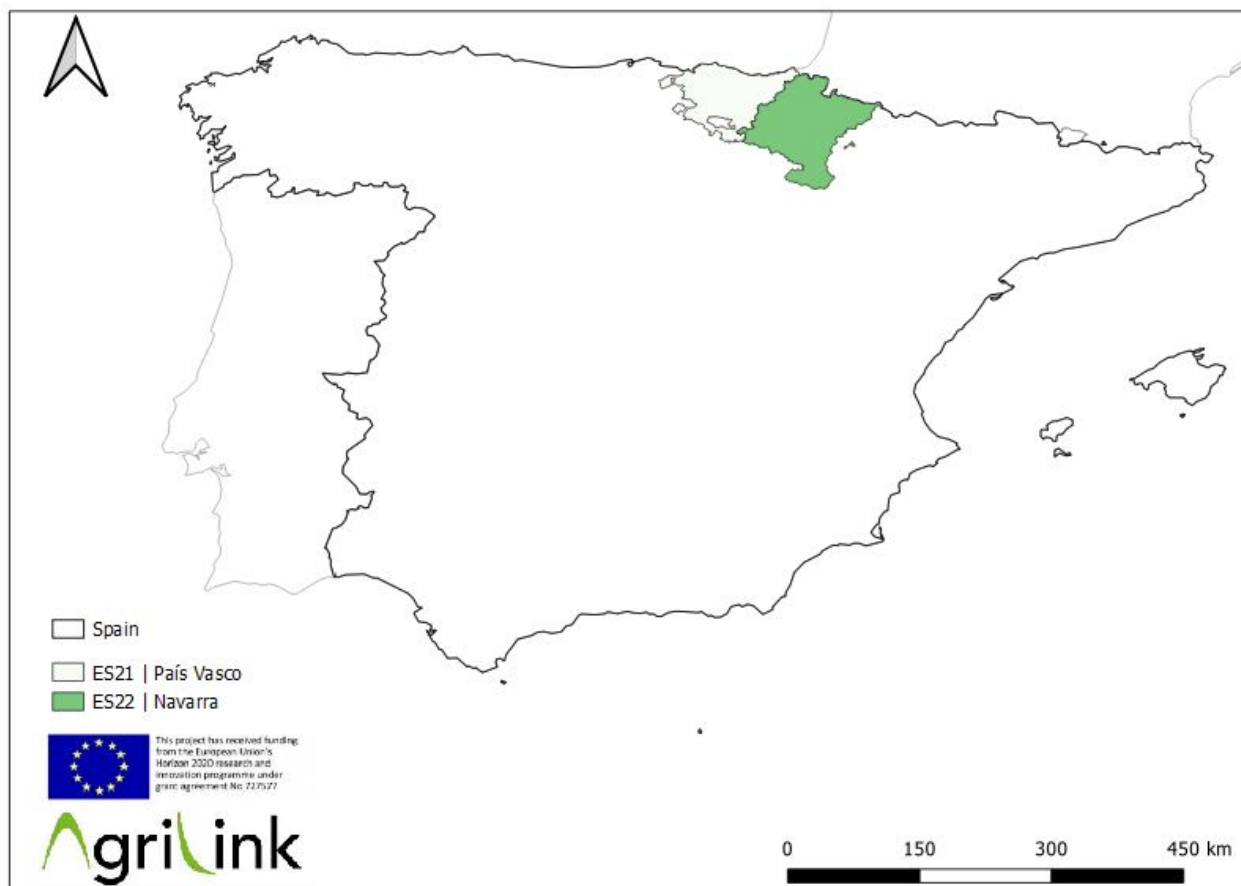 Spain
ES21 | País Vasco
ES22 | Navarra
This project has received funding
from the European Union's
Horizon 2020 research and
innovation programme under
grant agreement No 727577
AgriLink
0 150 300 450 km